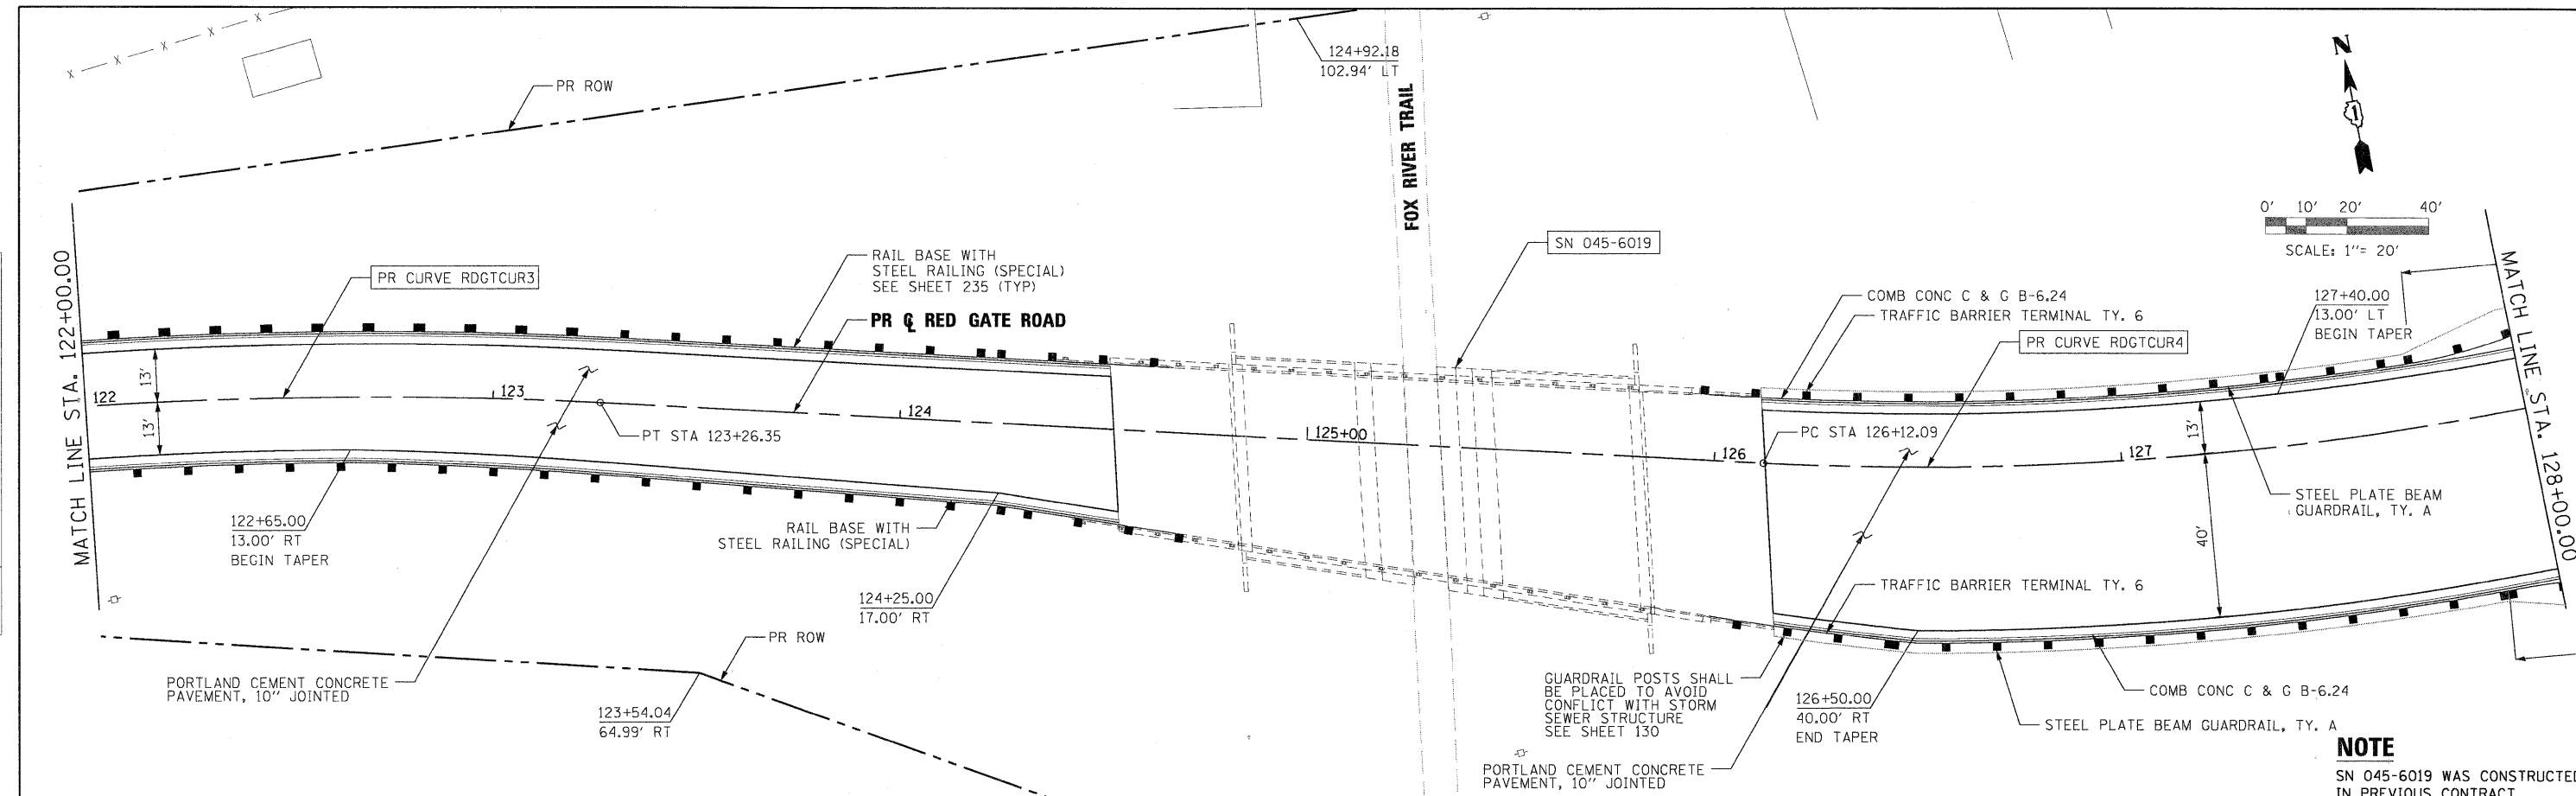 124+92.18
102.94' LT
PR ROW
N
1
FOX RIVER TRAIL
0' 10' 20' 40'
SCALE: 1"= 20'
SN 045-6019
MATCH LINE STA. 122+00.00
PR CURVE RDGTCUR3
RAIL BASE WITH
STEEL RAILING (SPECIAL)
SEE SHEET 235 (TYP)
PR ℄ RED GATE ROAD
COMB CONC C & G B-6.24
TRAFFIC BARRIER TERMINAL TY. 6
PR CURVE RDGTCUR4
127+40.00
13.00' LT
BEGIN TAPER
MATCH LINE STA. 128+00.00
122
13'
13'
123
124
PT STA 123+26.35
125+00
126
PC STA 126+12.09
127
13'
40'
STEEL PLATE BEAM
GUARDRAIL, TY. A
122+65.00
13.00' RT
BEGIN TAPER
RAIL BASE WITH
STEEL RAILING (SPECIAL)
124+25.00
17.00' RT
TRAFFIC BARRIER TERMINAL TY. 6
PR ROW
PORTLAND CEMENT CONCRETE
PAVEMENT, 10" JOINTED
123+54.04
64.99' RT
GUARDRAIL POSTS SHALL
BE PLACED TO AVOID
CONFLICT WITH STORM
SEWER STRUCTURE
SEE SHEET 130
126+50.00
40.00' RT
END TAPER
COMB CONC C & G B-6.24
STEEL PLATE BEAM GUARDRAIL, TY. A
PORTLAND CEMENT CONCRETE
PAVEMENT, 10" JOINTED
NOTE
SN 045-6019 WAS CONSTRUCTED
IN PREVIOUS CONTRACT